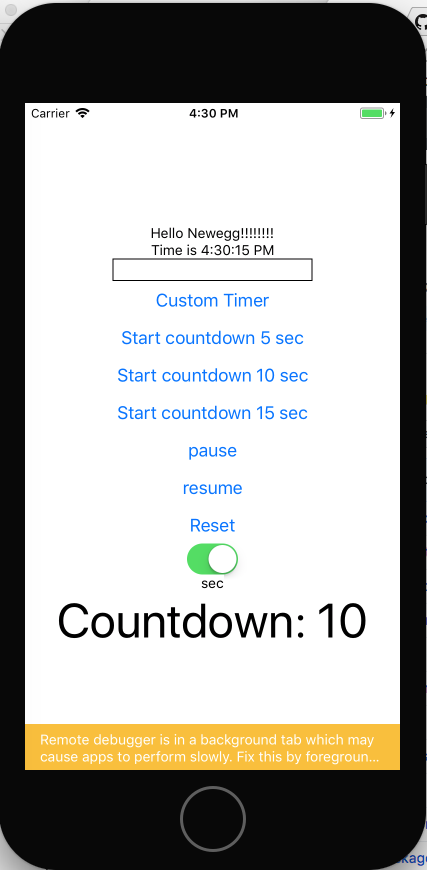 Carrier 4:30 PM
Hello Newegg!!!!!!!!
Time is 4:30:15 PM
Custom Timer
Start countdown 5 sec
Start countdown 10 sec
Start countdown 15 sec
pause
resume
Reset
sec
Countdown: 10
Remote debugger is in a background tab which may
cause apps to perform slowly. Fix this by foregroun...